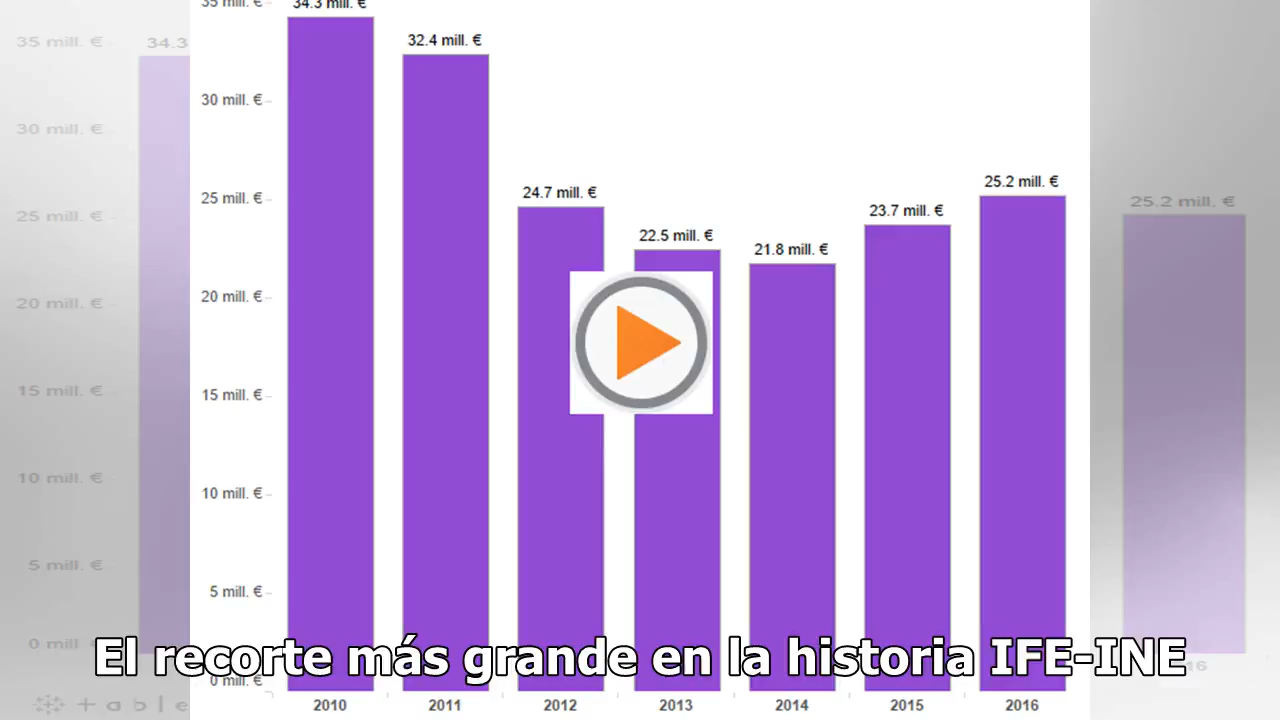 35 mill. €
34.3 mill. €
32.4 mill. €
30 mill. €
25 mill. €
24.7 mill. €
22.5 mill. €
21.8 mill. €
23.7 mill. €
25.2 mill. €
20 mill. €
15 mill. €
10 mill. €
5 mill. €
0 mill. €
2010 2011 2012 2013 2014 2015 2016
35 mill. €
34.3
30 mill. €
25 mill. €
25.2 mill. €
20 mill. €
15 mill. €
10 mill. €
5 mill. €
0 mill
El recorte más grande en la historia IFE-INE
+ a b l e